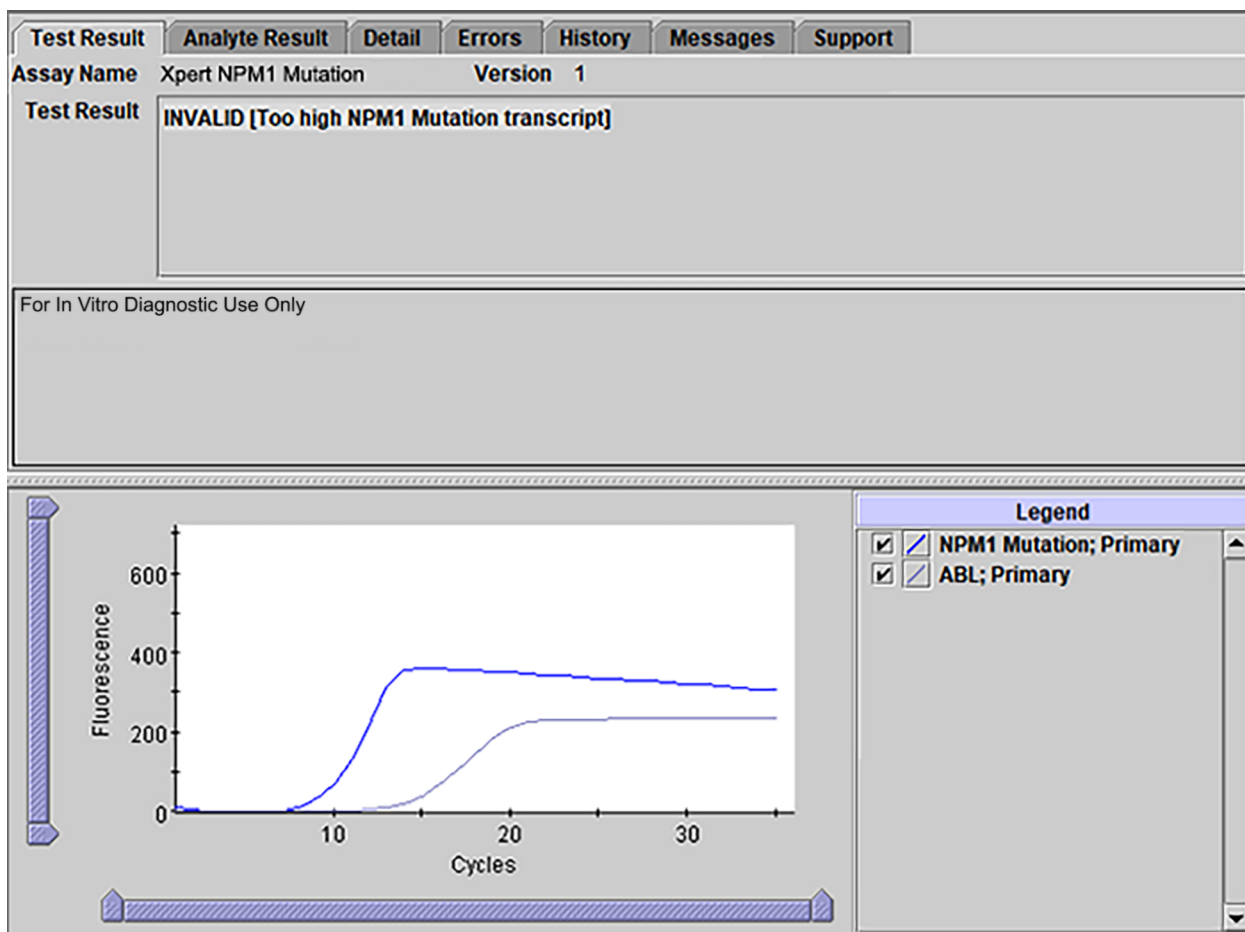 Test Result Analyte Result Detail Errors History Messages Support
Assay Name Xpert NPM1 Mutation Version 1
Test Result INVALID [Too high NPM1 Mutation transcript]
For In Vitro Diagnostic Use Only
Legend
NPM1 Mutation; Primary
ABL; Primary
600
400
200
0
Fluorescence
10 20 30
Cycles